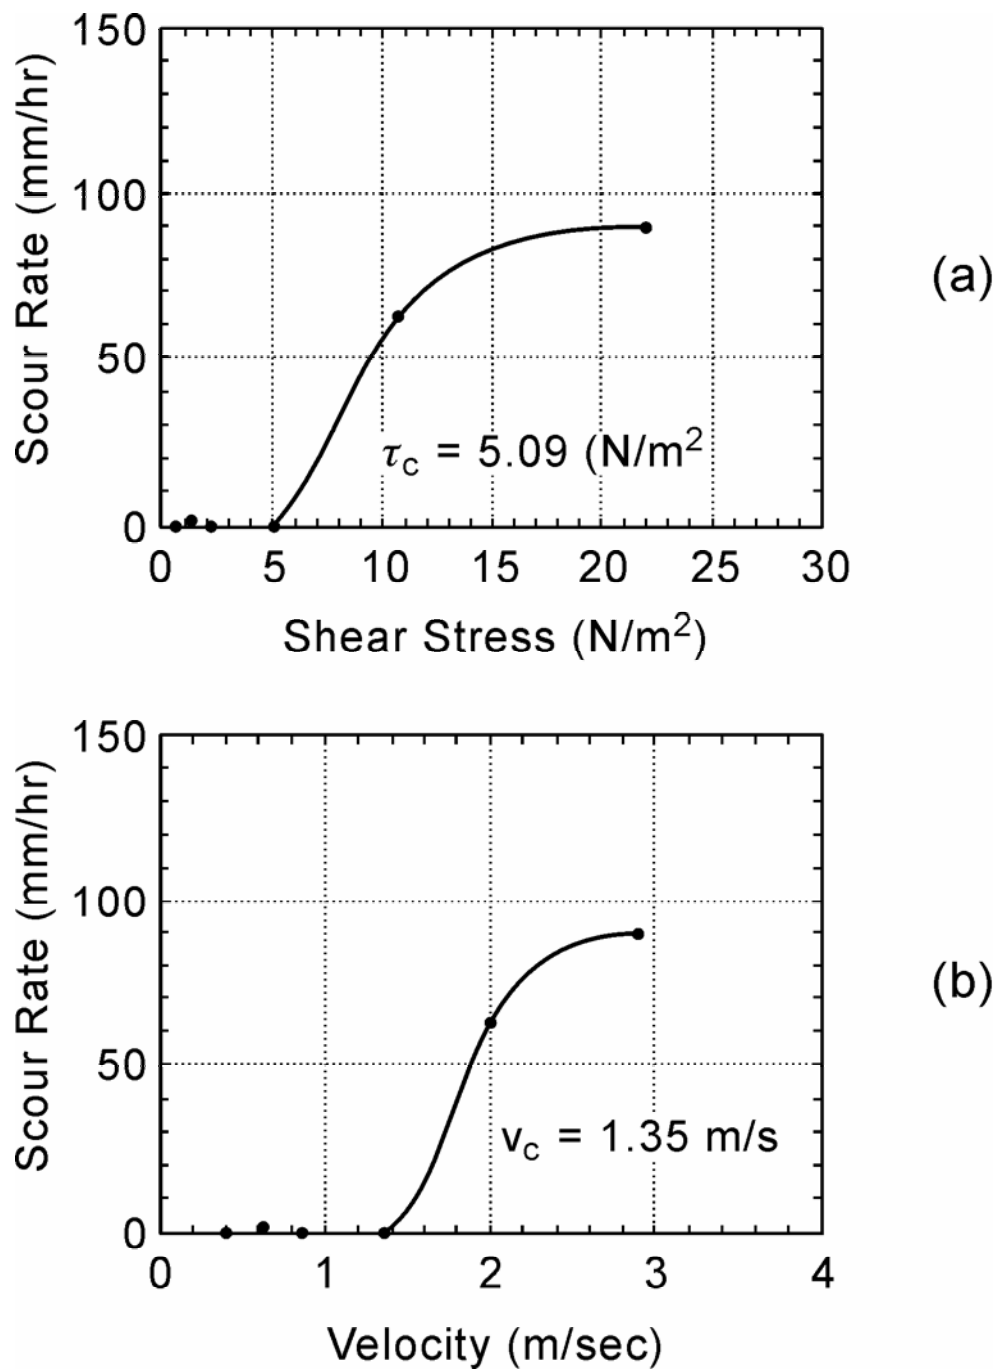 150
100
50
0
Scour Rate (mm/hr)
τc = 5.09 (N/m²
0 5 10 15 20 25 30
Shear Stress (N/m²)
(a)
150
100
50
0
Scour Rate (mm/hr)
vc = 1.35 m/s
0 1 2 3 4
Velocity (m/sec)
(b)